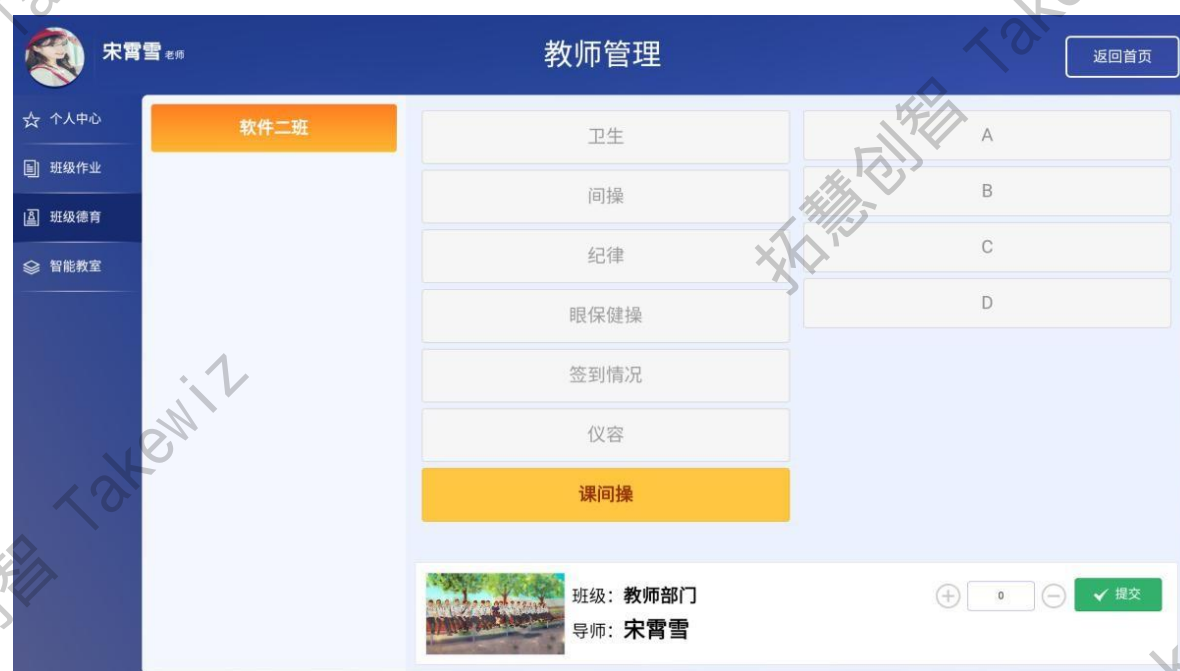 宋霄雪 老师
教师管理
返回首页
个人中心
班级作业
班级德育
智能教室
软件二班
卫生
间操
纪律
眼保健操
签到情况
仪容
课间操
A
B
C
D
班级：教师部门
导师：宋霄雪
0
提交
拓慧创智 Takewiz